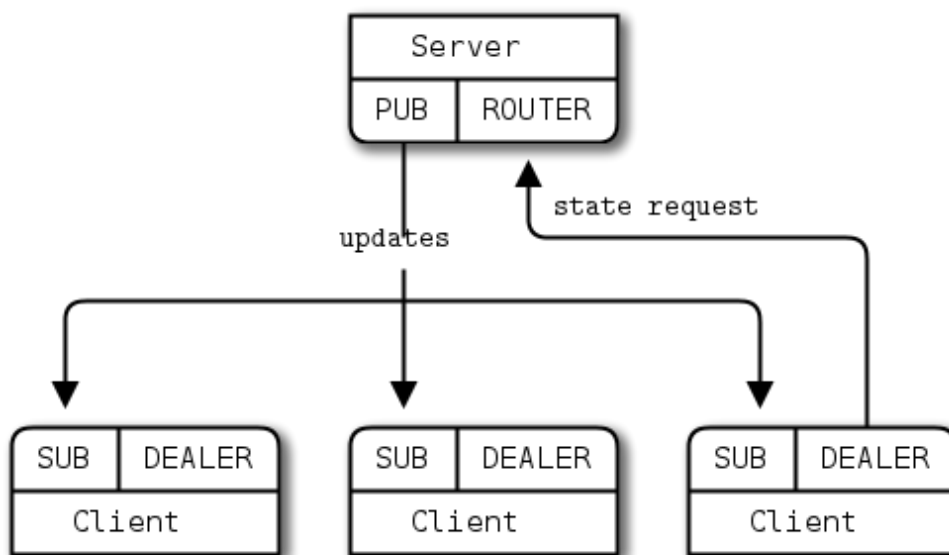 Server
PUB ROUTER
state request
updates
SUB DEALER SUB DEALER SUB DEALER
Client Client Client